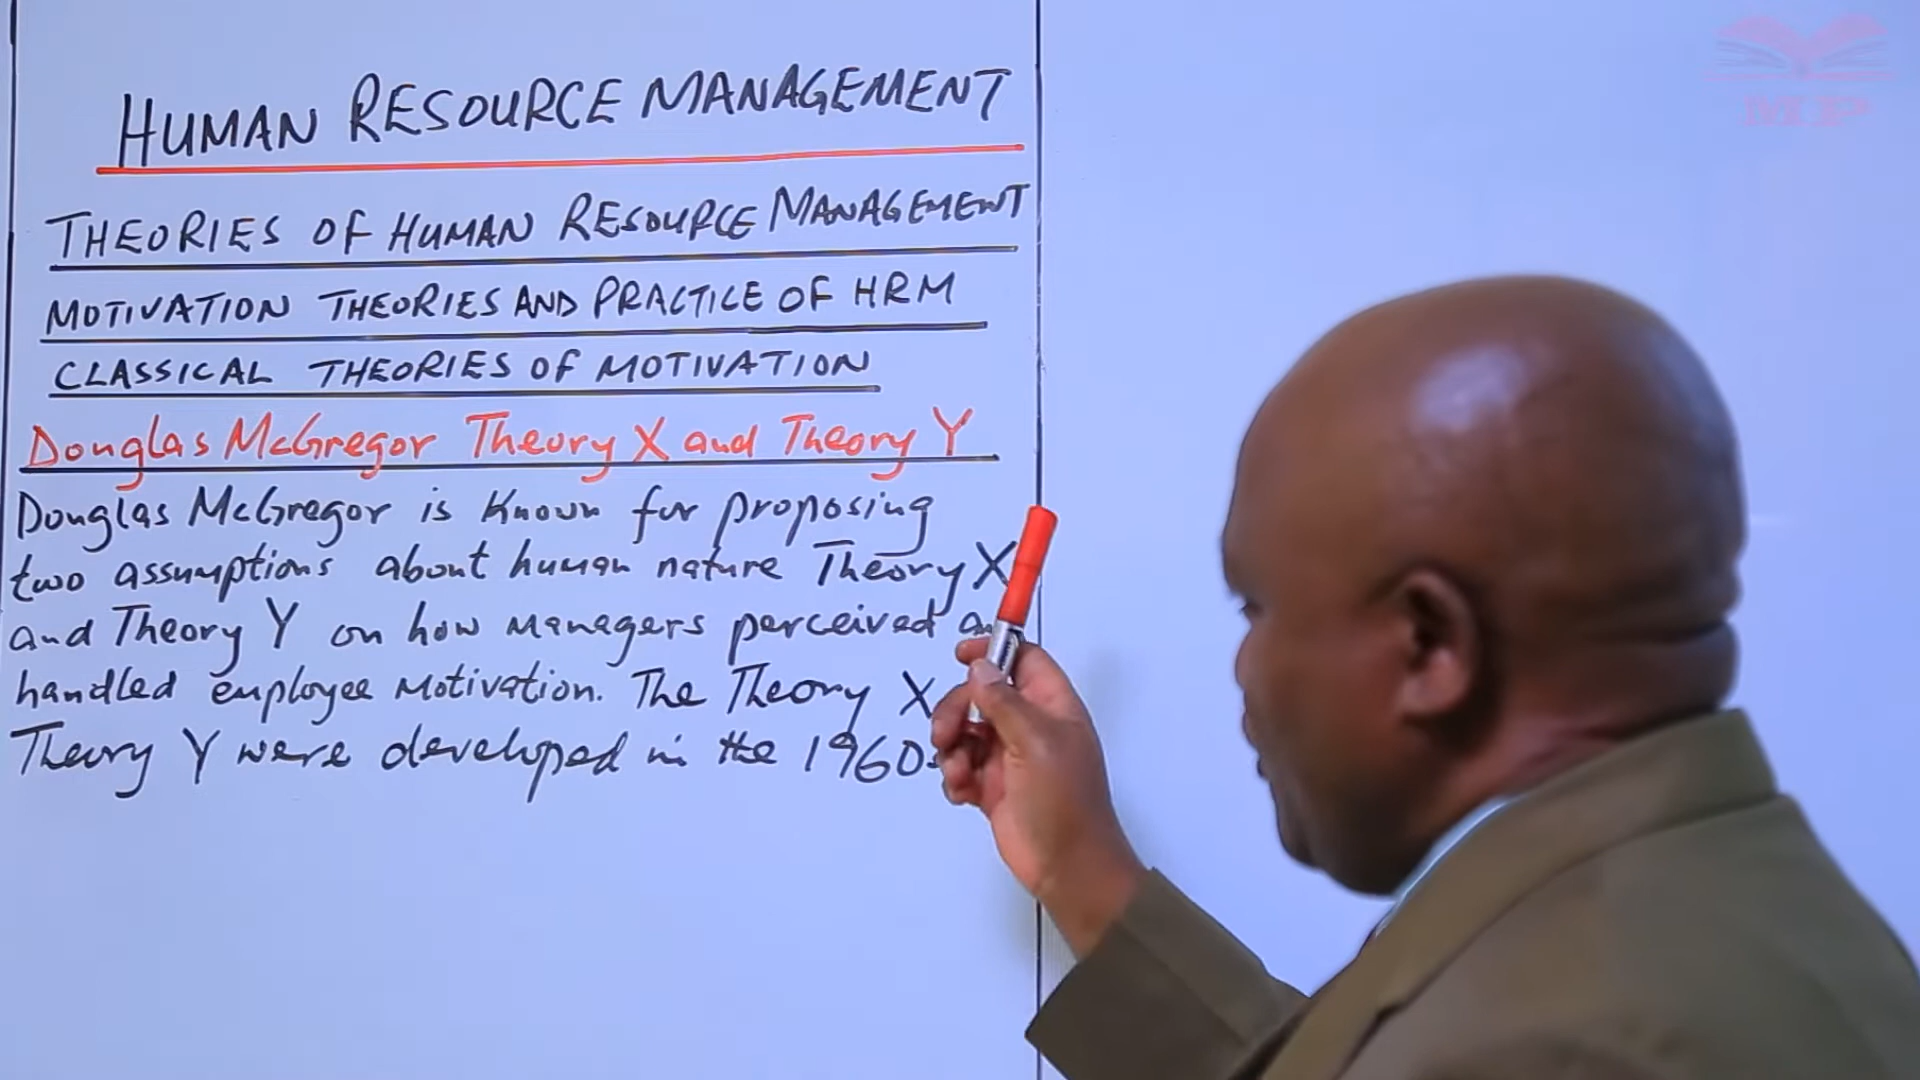 HUMAN RESOURCE MANAGEMENT
THEORIES OF HUMAN RESOURCE MANAGEMENT
MOTIVATION THEORIES AND PRACTICE OF HRM
CLASSICAL THEORIES OF MOTIVATION
Douglas McGregor Theory X and Theory Y
Douglas McGregor is known for proposing
two assumptions about human nature Theory X
and Theory Y on how managers perceived
handled employee motivation. The Theory X
Theory Y were developed in the 1960s
MP